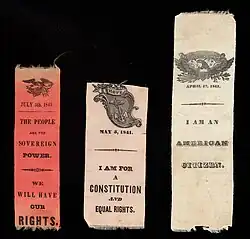 JULY 4th, 1841.
THE PEOPLE
ARE THE
SOVEREIGN
POWER.
WE
WILL HAVE
OUR
RIGHTS.
MAY 5, 1841.
I AM FOR
A
CONSTITUTION
AND
EQUAL RIGHTS.
APRIL 17, 1841.
I AM AN
AMERICAN
CITIZEN.